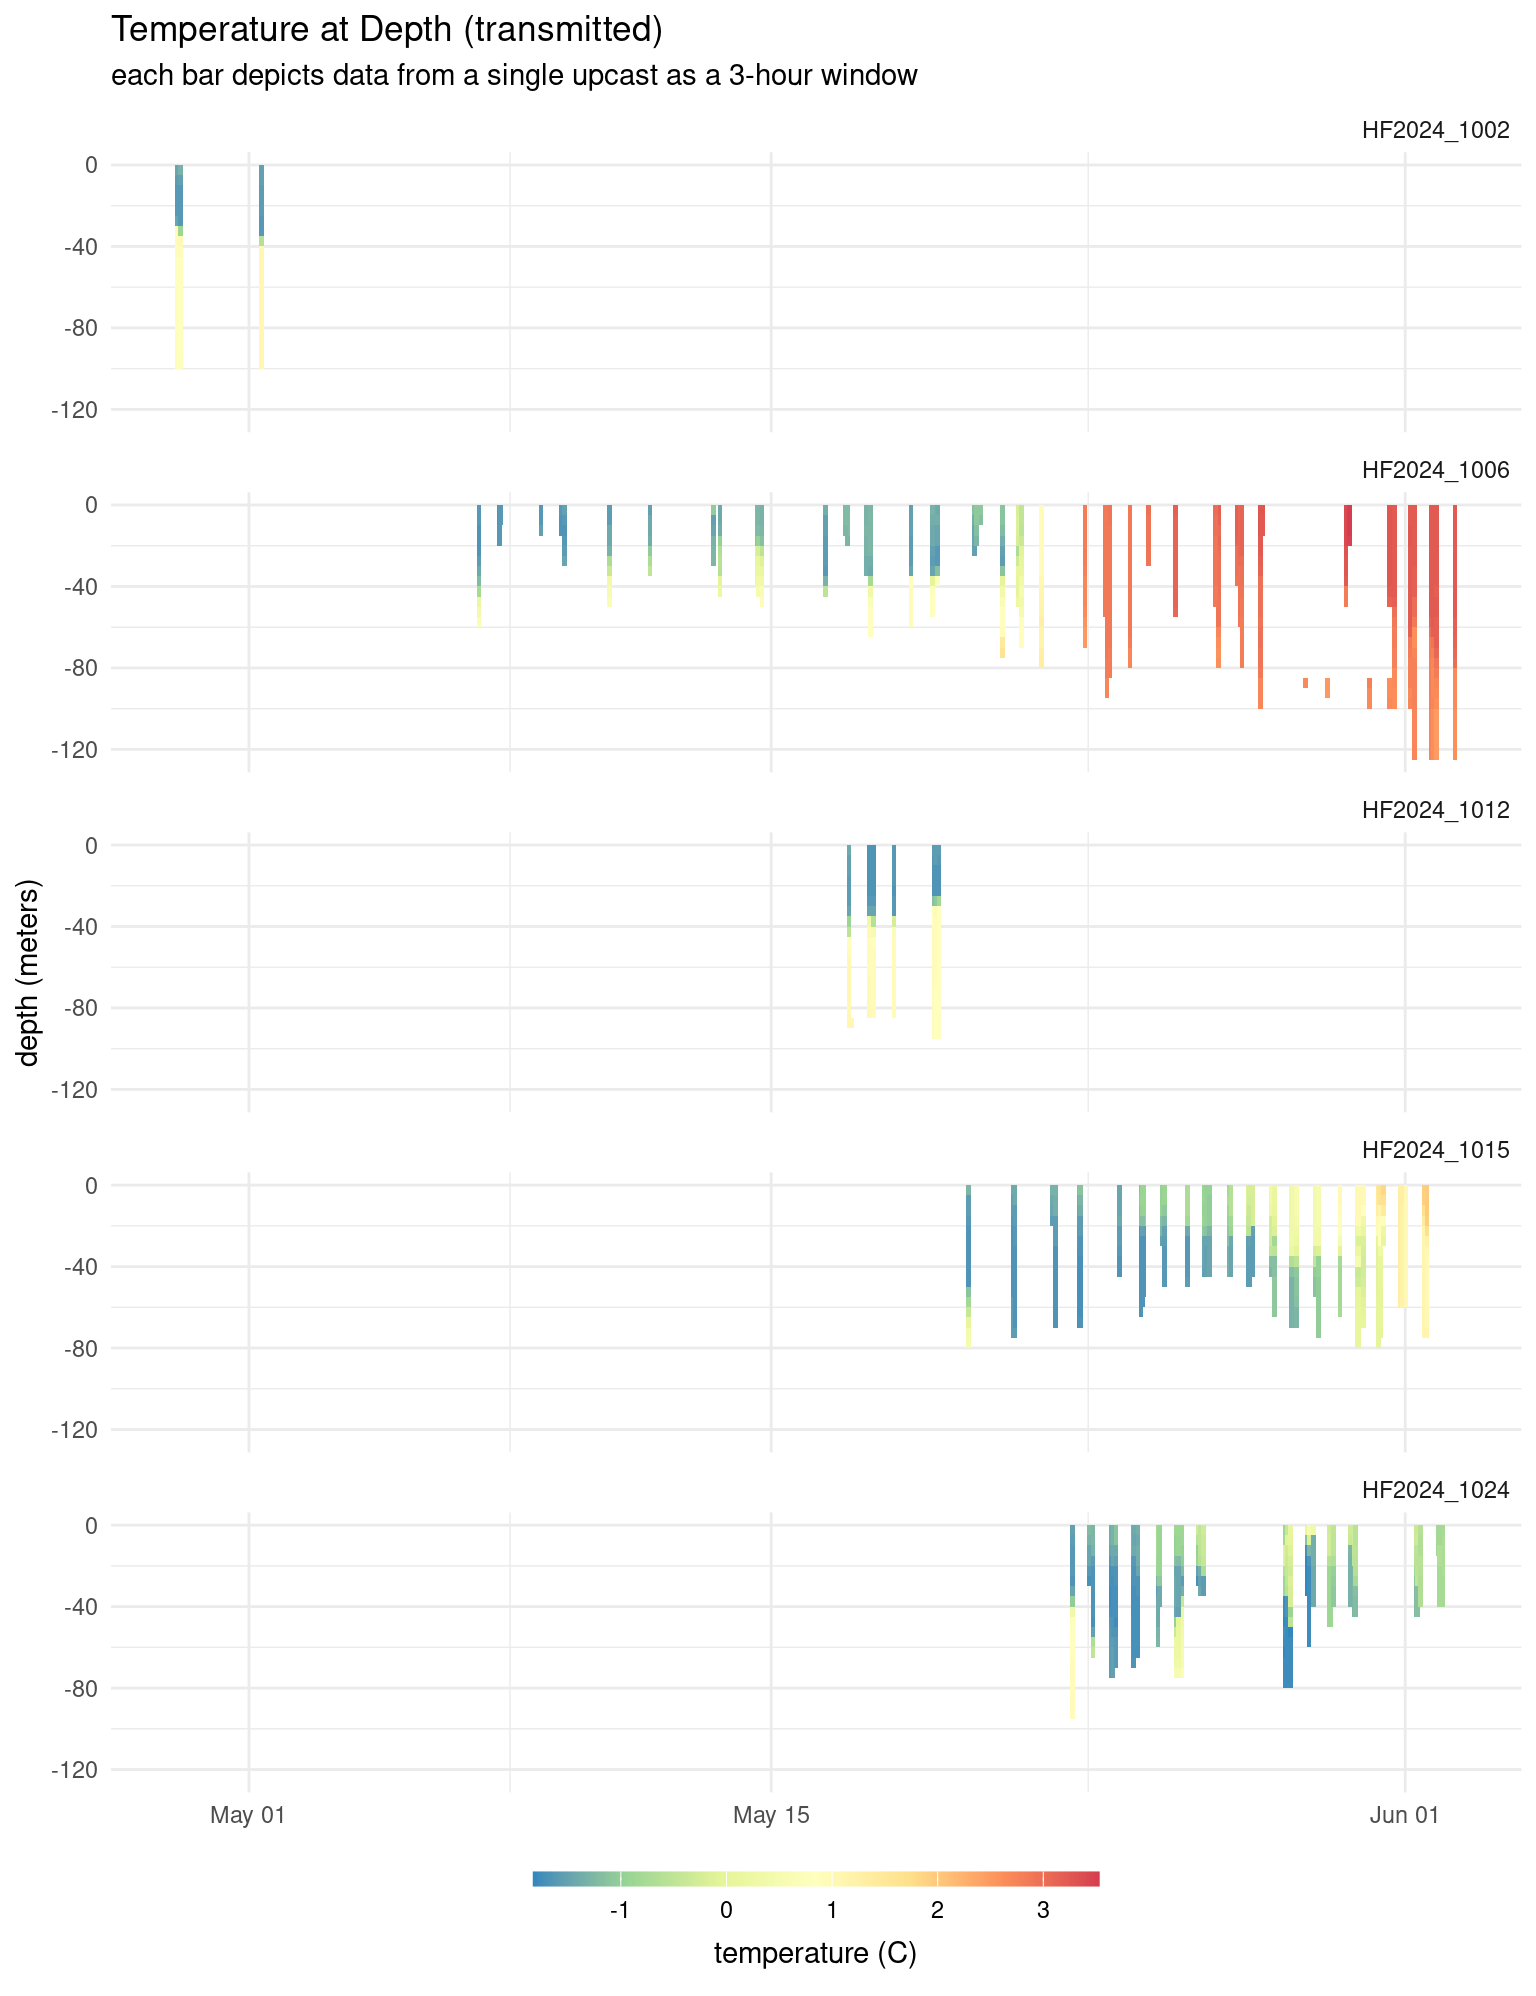 Temperature at Depth (transmitted)
each bar depicts data from a single upcast as a 3-hour window
HF2024_1002
0
-40
-80
-120
HF2024_1006
0
-40
-80
-120
HF2024_1012
0
-40
-80
-120
depth (meters)
HF2024_1015
0
-40
-80
-120
HF2024_1024
0
-40
-80
-120
May 01 May 15 Jun 01
-1 0 1 2 3
temperature (C)